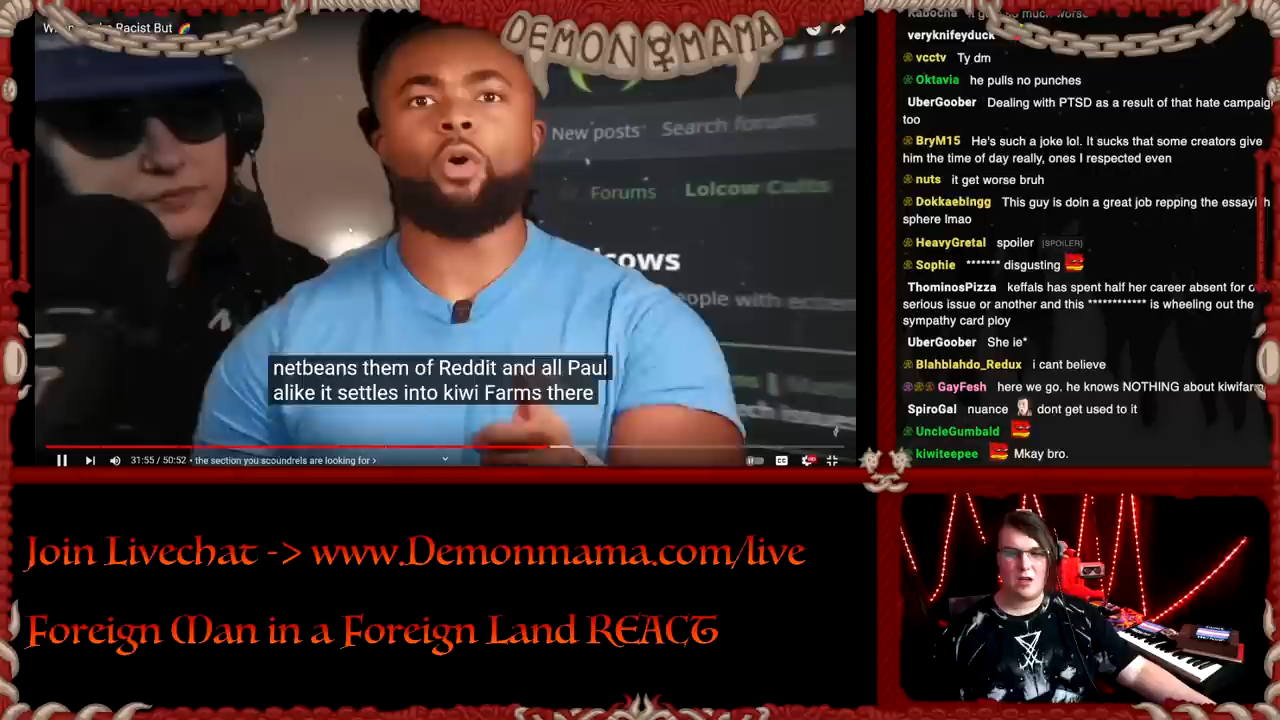 Racist But 🌈
DEMON MAMA
New posts
Search forums
Forums
Lolcow Cults
netbeans them of Reddit and all Paul
alike it settles into kiwi Farms there
31:55 / 50:52 • the section you scoundrels are looking for >
Kabocha
much worse
veryknifeyduck
vcctv Ty dm
Oktavia he pulls no punches
UberGoober Dealing with PTSD as a result of that hate campaig
too
BryM15 He's such a joke lol. It sucks that some creators give
him the time of day really, ones I respected even
nuts it get worse bruh
Dokkaeblngg This guy is doin a great job repping the essayi h
sphere lmao
HeavyGretal spoiler (SPOILER)
Sophie ******* disgusting
ThominosPizza keffals has spent half her career absent for o
serious issue or another and this ************ is wheeling out the
sympathy card ploy
UberGoober She ie*
Blahblahdo_Redux i cant believe
GayFesh here we go. he knows NOTHING about kiwifarm
SpiroGal nuance dont get used to it
UncleGumbald
kiwiteepee Mkay bro.
Join Livechat -> www.Demonmama.com/live
Foreign Man in a Foreign Land REACT